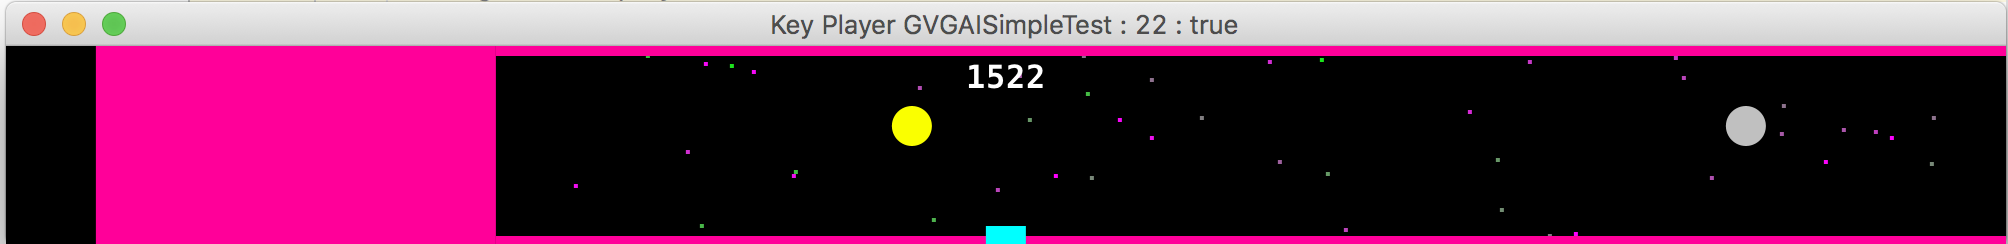 Key Player GVGAISimpleTest : 22 : true
1522